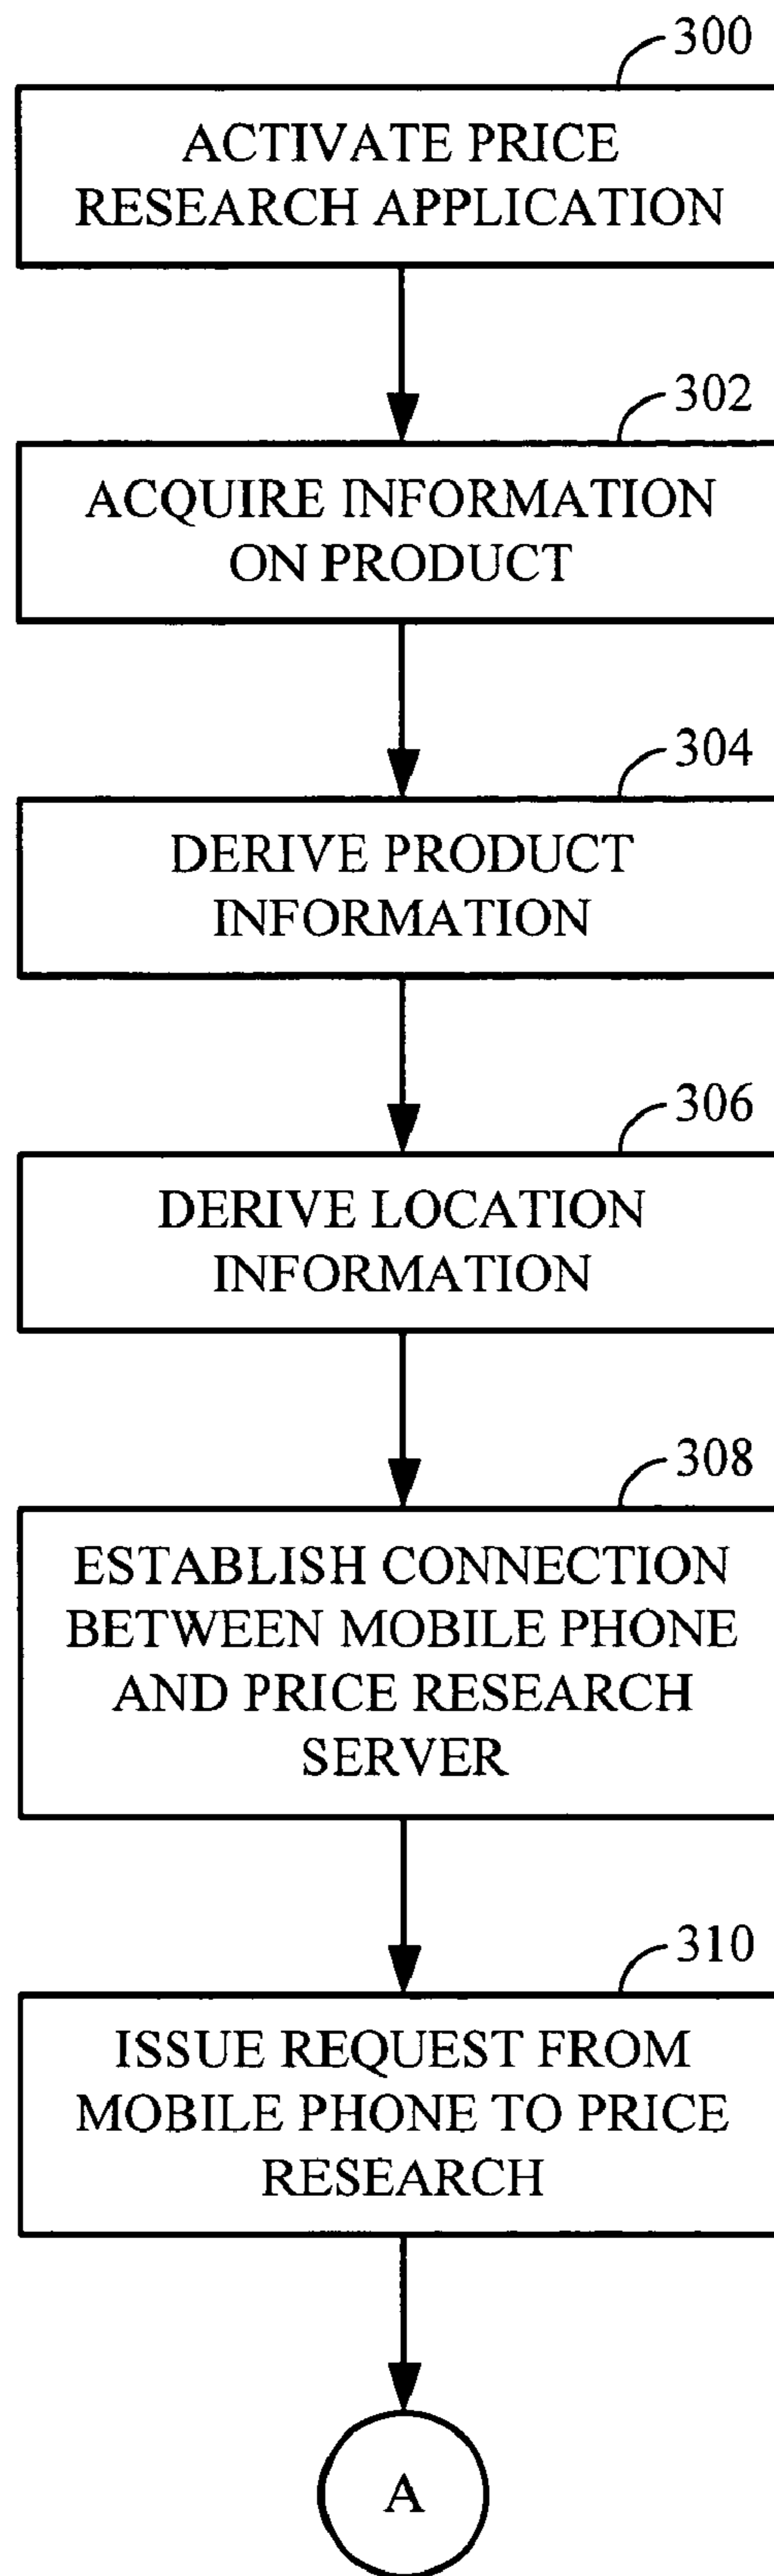 300
ACTIVATE PRICE
RESEARCH APPLICATION
302
ACQUIRE INFORMATION
ON PRODUCT
304
DERIVE PRODUCT
INFORMATION
306
DERIVE LOCATION
INFORMATION
308
ESTABLISH CONNECTION
BETWEEN MOBILE PHONE
AND PRICE RESEARCH
SERVER
310
ISSUE REQUEST FROM
MOBILE PHONE TO PRICE
RESEARCH
A